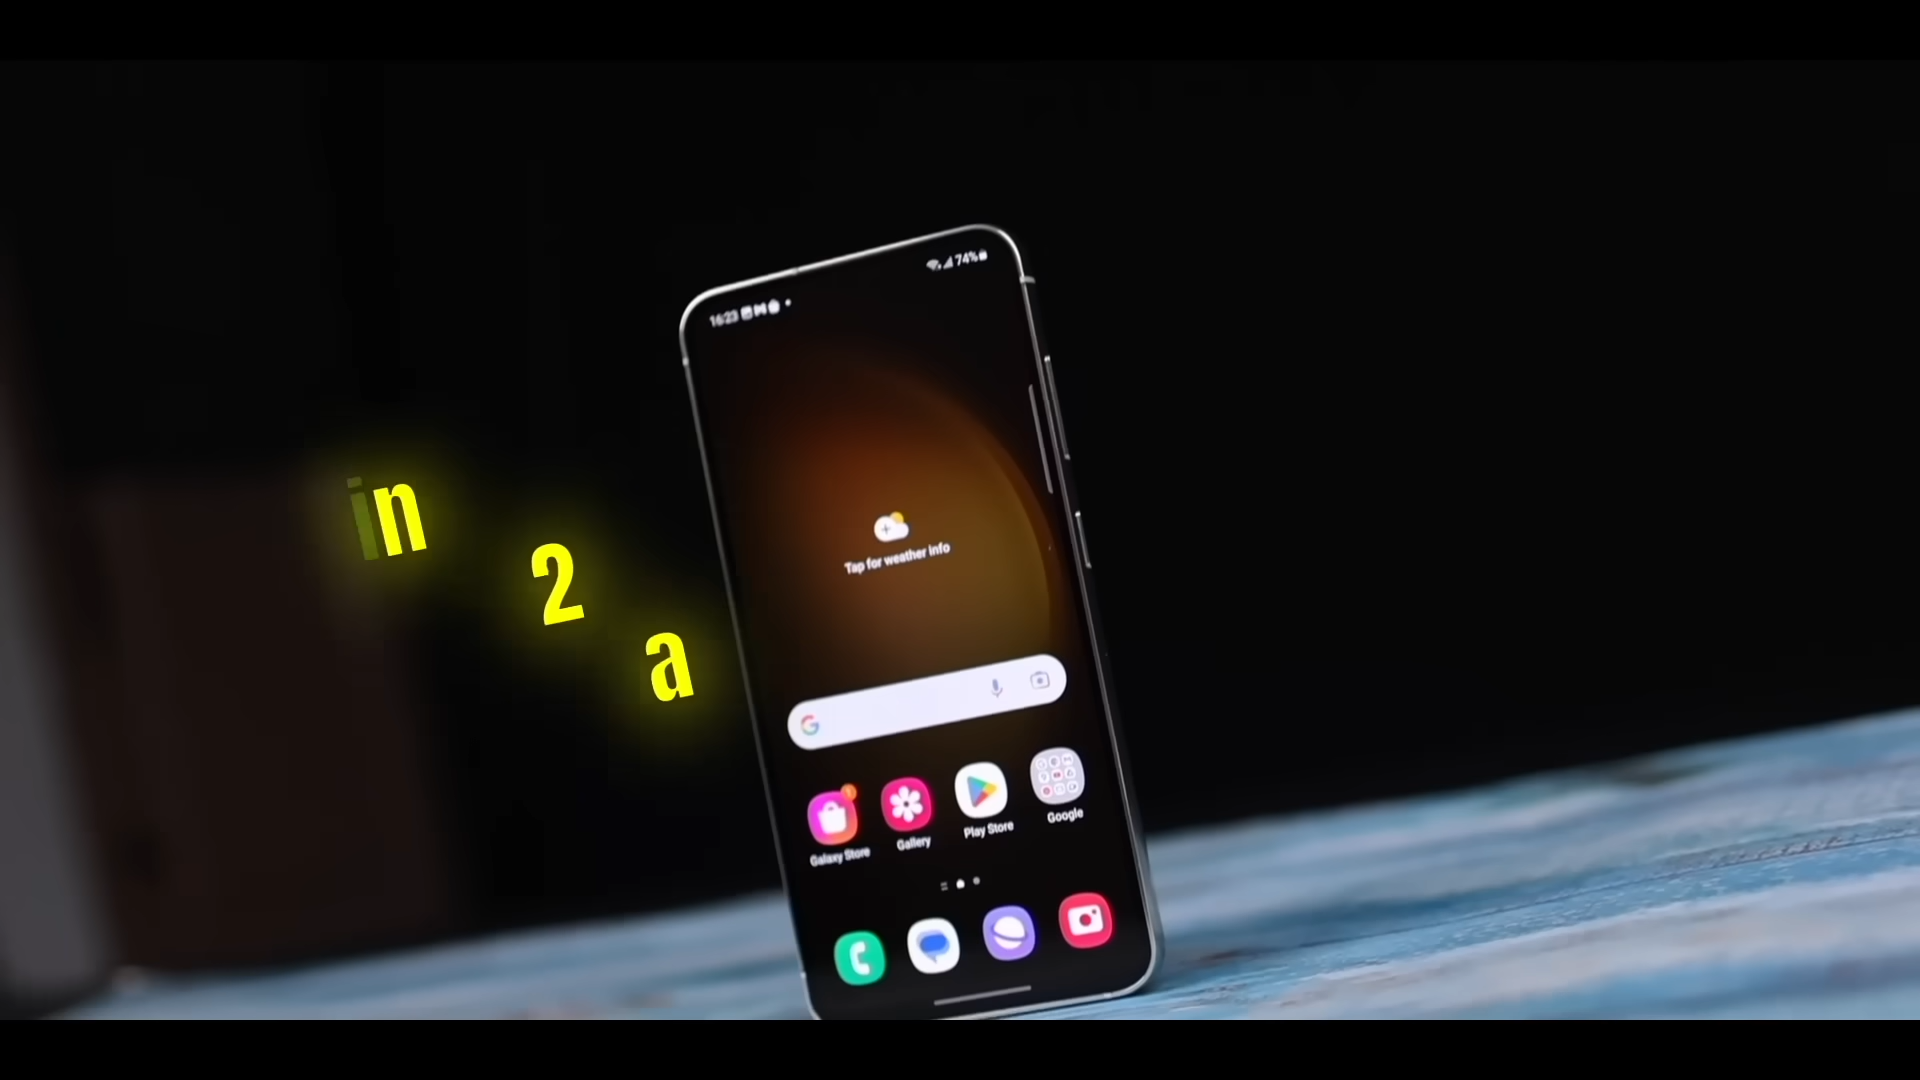 16:23
74%
in
2
a
Tap for weather info
Galaxy Store
Gallery
Play Store
Google